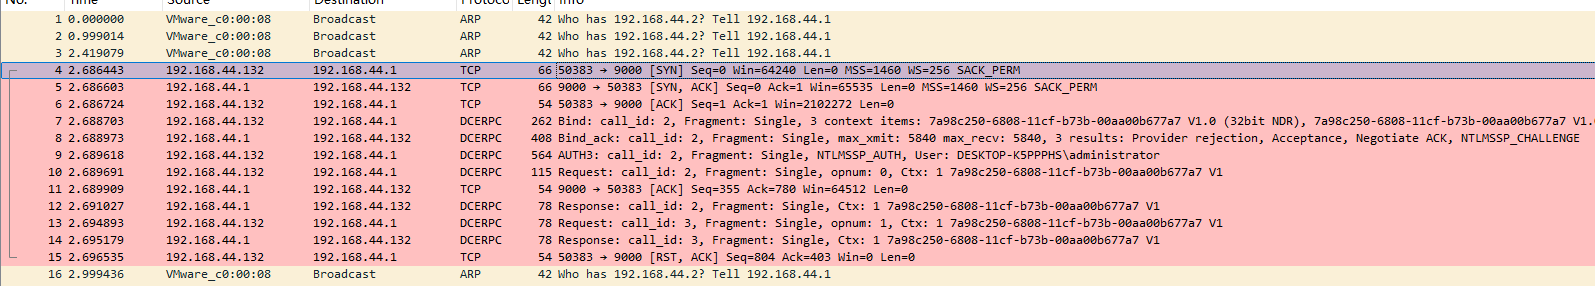 No. Time Source Destination Protoco Lengt Info
1 0.000000 VMware_c0:00:08 Broadcast ARP 42 Who has 192.168.44.2? Tell 192.168.44.1
2 0.999014 VMware_c0:00:08 Broadcast ARP 42 Who has 192.168.44.2? Tell 192.168.44.1
3 2.419079 VMware_c0:00:08 Broadcast ARP 42 Who has 192.168.44.2? Tell 192.168.44.1
4 2.686443 192.168.44.132 192.168.44.1 TCP 66 50383 → 9000 [SYN] Seq=0 Win=64240 Len=0 MSS=1460 WS=256 SACK_PERM
5 2.686603 192.168.44.1 192.168.44.132 TCP 66 9000 → 50383 [SYN, ACK] Seq=0 Ack=1 Win=65535 Len=0 MSS=1460 WS=256 SACK_PERM
6 2.686724 192.168.44.132 192.168.44.1 TCP 54 50383 → 9000 [ACK] Seq=1 Ack=1 Win=2102272 Len=0
7 2.688703 192.168.44.132 192.168.44.1 DCERPC 262 Bind: call_id: 2, Fragment: Single, 3 context items: 7a98c250-6808-11cf-b73b-00aa00b677a7 V1.0 (32bit NDR), 7a98c250-6808-11cf-b73b-00aa00b677a7 V1.
8 2.688973 192.168.44.1 192.168.44.132 DCERPC 408 Bind_ack: call_id: 2, Fragment: Single, max_xmit: 5840 max_recv: 5840, 3 results: Provider rejection, Acceptance, Negotiate ACK, NTLMSSP_CHALLENGE
9 2.689618 192.168.44.132 192.168.44.1 DCERPC 564 AUTH3: call_id: 2, Fragment: Single, NTLMSSP_AUTH, User: DESKTOP-K5PPPHS\administrator
10 2.689691 192.168.44.132 192.168.44.1 DCERPC 115 Request: call_id: 2, Fragment: Single, opnum: 0, Ctx: 1 7a98c250-6808-11cf-b73b-00aa00b677a7 V1
11 2.689909 192.168.44.1 192.168.44.132 TCP 54 9000 → 50383 [ACK] Seq=355 Ack=780 Win=64512 Len=0
12 2.691027 192.168.44.1 192.168.44.132 DCERPC 78 Response: call_id: 2, Fragment: Single, Ctx: 1 7a98c250-6808-11cf-b73b-00aa00b677a7 V1
13 2.694893 192.168.44.132 192.168.44.1 DCERPC 78 Request: call_id: 3, Fragment: Single, opnum: 1, Ctx: 1 7a98c250-6808-11cf-b73b-00aa00b677a7 V1
14 2.695179 192.168.44.1 192.168.44.132 DCERPC 78 Response: call_id: 3, Fragment: Single, Ctx: 1 7a98c250-6808-11cf-b73b-00aa00b677a7 V1
15 2.696535 192.168.44.132 192.168.44.1 TCP 54 50383 → 9000 [RST, ACK] Seq=804 Ack=403 Win=0 Len=0
16 2.999436 VMware_c0:00:08 Broadcast ARP 42 Who has 192.168.44.2? Tell 192.168.44.1